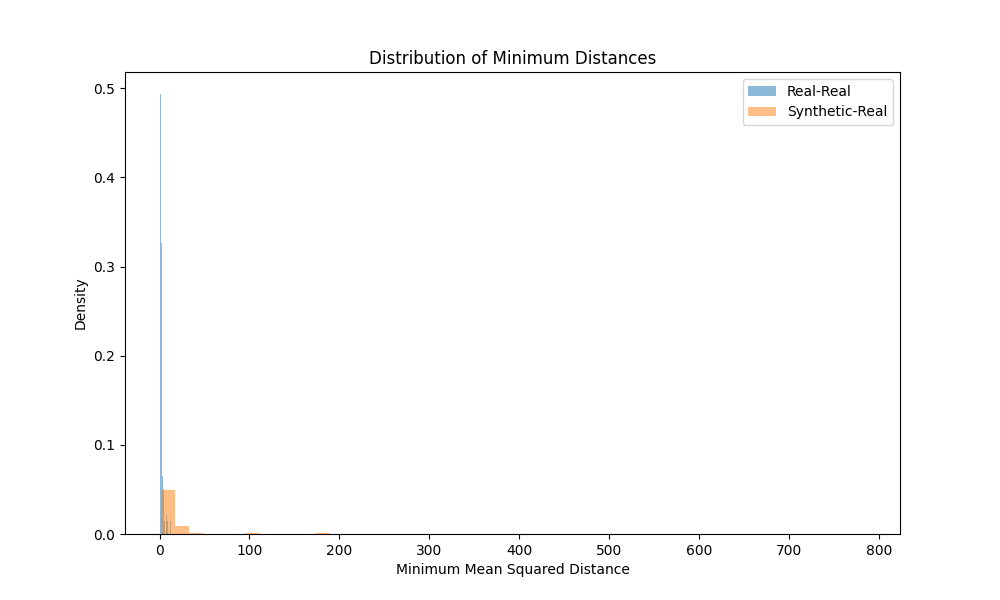 Distribution of Minimum Distances
Real-Real
Synthetic-Real
0.5
0.4
0.3
0.2
0.1
0.0
Density
0 100 200 300 400 500 600 700 800
Minimum Mean Squared Distance